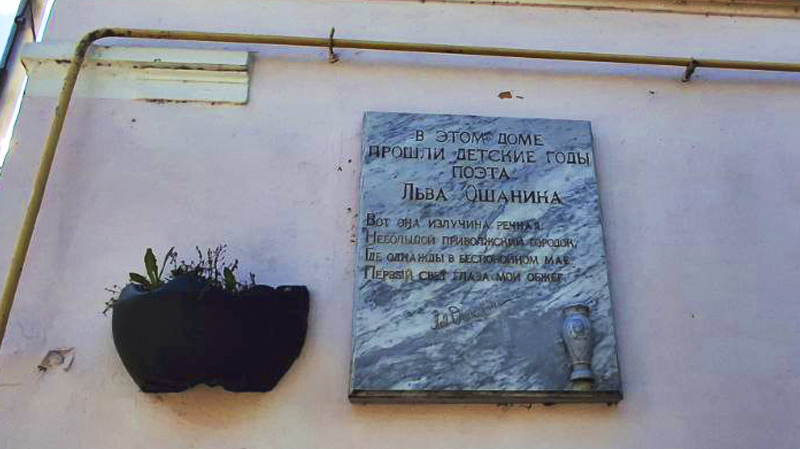 В ЭТОМ ДОМЕ
ПРОШЛИ ДЕТСКИЕ ГОДЫ
ПОЭТА
ЛЬВА ОШАНИНА
ВОТ ОНА ИЗЛУЧИНА РЕЧНАЯ.
НЕБОЛЬШОЙ ПРИВОЛЖСКИЙ ГОРОДОК,
ГДЕ ОДНАЖДЫ В БЕСПОКОЙНОМ МАЕ
ПЕРВЫЙ СВЕТ ГЛАЗА МОИ ОБЖЕГ.